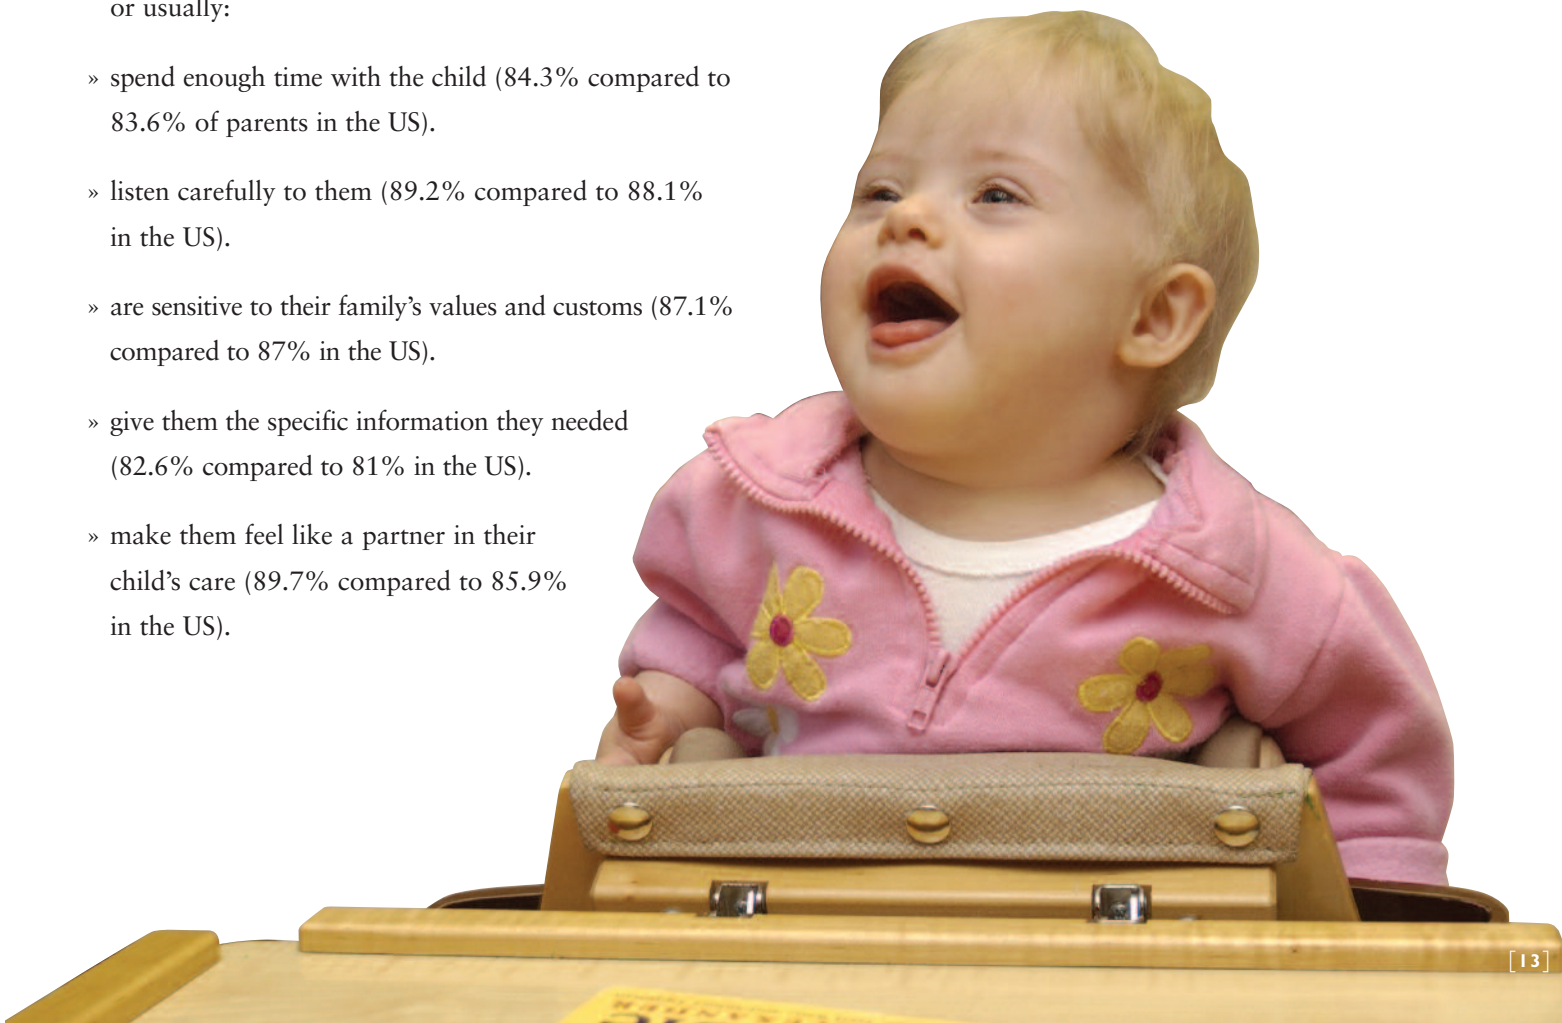 or usually:
» spend enough time with the child (84.3% compared to
83.6% of parents in the US).
» listen carefully to them (89.2% compared to 88.1%
in the US).
» are sensitive to their family’s values and customs (87.1%
compared to 87% in the US).
» give them the specific information they needed
(82.6% compared to 81% in the US).
» make them feel like a partner in their
child’s care (89.7% compared to 85.9%
in the US).
[13]